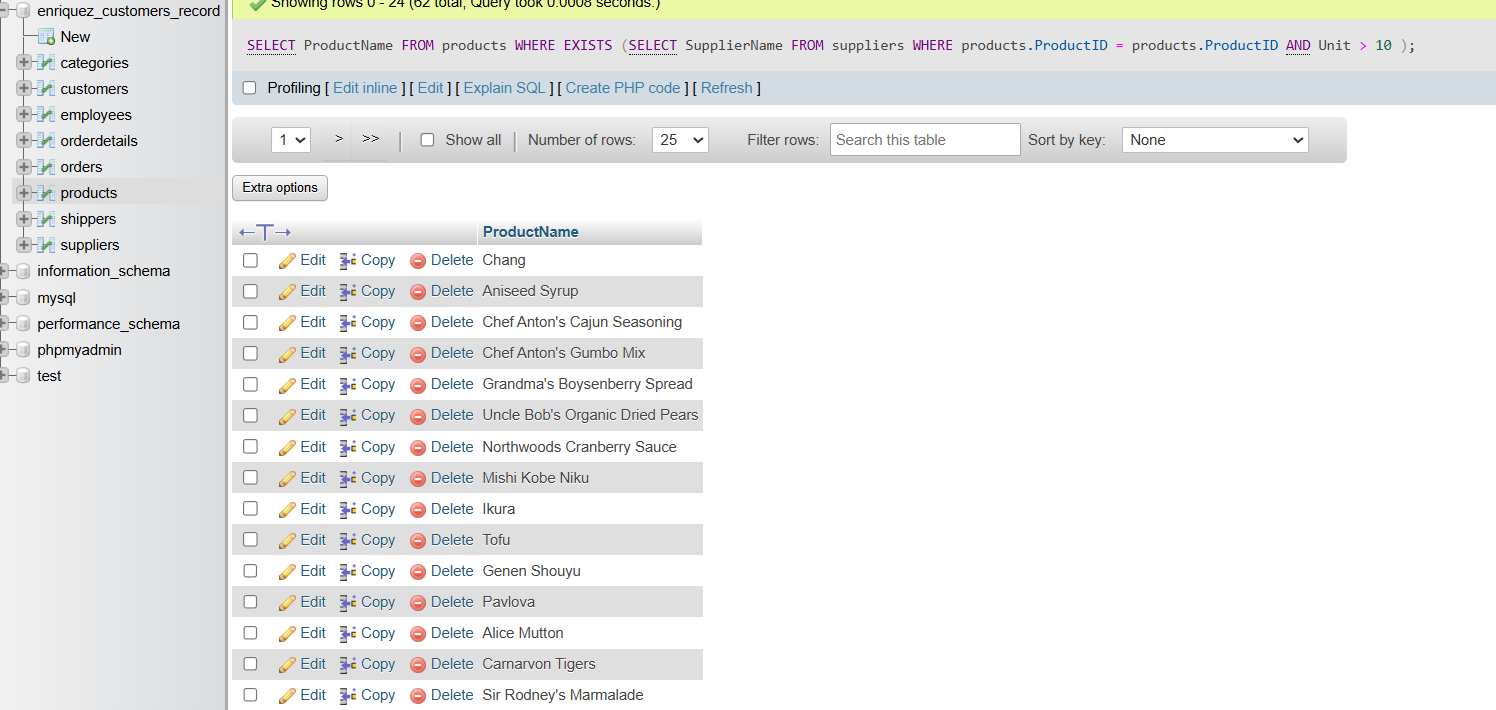 enriquez_customers_record
New
categories
customers
employees
orderdetails
orders
products
shippers
suppliers
information_schema
mysql
performance_schema
phpmyadmin
test
Showing rows 0 - 24 (62 total, Query took 0.0008 seconds.)
SELECT ProductName FROM products WHERE EXISTS (SELECT SupplierName FROM suppliers WHERE products.ProductID = products.ProductID AND Unit > 10 );
Profiling [ Edit inline ] [ Edit ] [ Explain SQL ] [ Create PHP code ] [ Refresh ]
1 > >> | Show all | Number of rows: 25 Filter rows: Search this table Sort by key: None
Extra options
←T→ ProductName
Edit Copy Delete Chang
Edit Copy Delete Aniseed Syrup
Edit Copy Delete Chef Anton's Cajun Seasoning
Edit Copy Delete Chef Anton's Gumbo Mix
Edit Copy Delete Grandma's Boysenberry Spread
Edit Copy Delete Uncle Bob's Organic Dried Pears
Edit Copy Delete Northwoods Cranberry Sauce
Edit Copy Delete Mishi Kobe Niku
Edit Copy Delete Ikura
Edit Copy Delete Tofu
Edit Copy Delete Genen Shouyu
Edit Copy Delete Pavlova
Edit Copy Delete Alice Mutton
Edit Copy Delete Carnarvon Tigers
Edit Copy Delete Sir Rodney's Marmalade